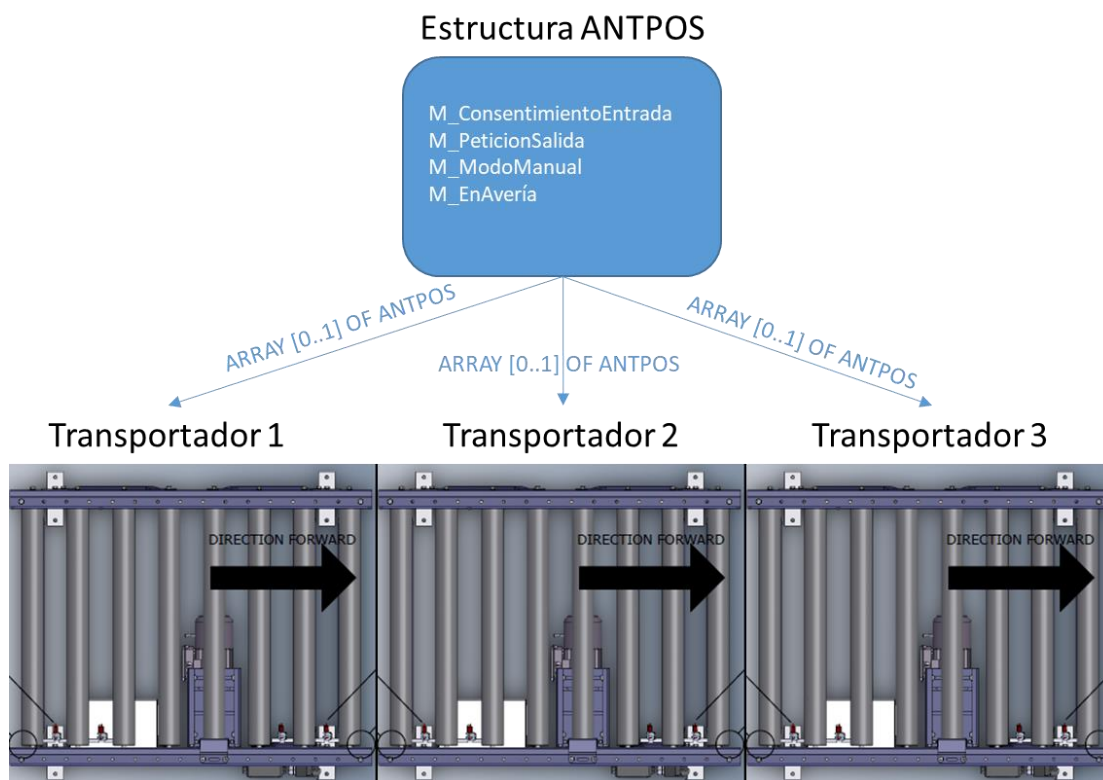 Estructura ANTPOS
M_ConsentimientoEntrada
M_PeticionSalida
M_ModoManual
M_EnAvería
ARRAY [0..1] OF ANTPOS
ARRAY [0..1] OF ANTPOS
ARRAY [0..1] OF ANTPOS
Transportador 1
Transportador 2
Transportador 3
DIRECTION FORWARD
DIRECTION FORWARD
DIRECTION FORWARD